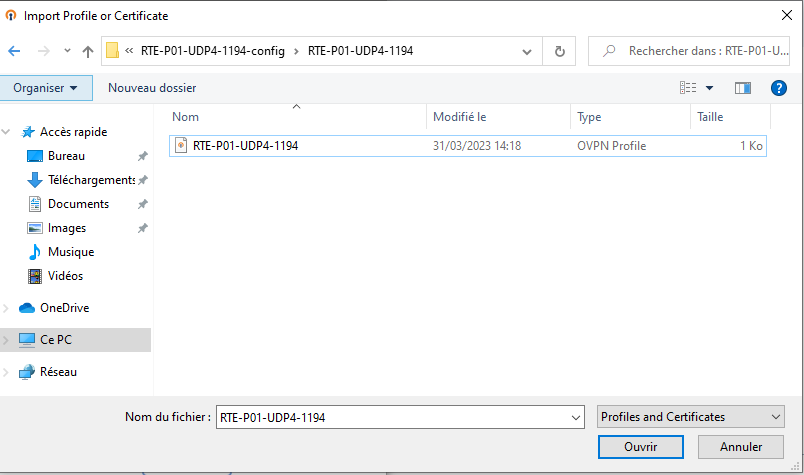 Import Profile or Certificate
« RTE-P01-UDP4-1194-config › RTE-P01-UDP4-1194
Rechercher dans : RTE-P01-U...
Organiser
Nouveau dossier
Nom Modifié le Type Taille
RTE-P01-UDP4-1194 31/03/2023 14:18 OVPN Profile 1 Ko
Accès rapide
Bureau
Téléchargements
Documents
Images
Musique
Vidéos
OneDrive
Ce PC
Réseau
Nom du fichier : RTE-P01-UDP4-1194 Profiles and Certificates
Ouvrir Annuler